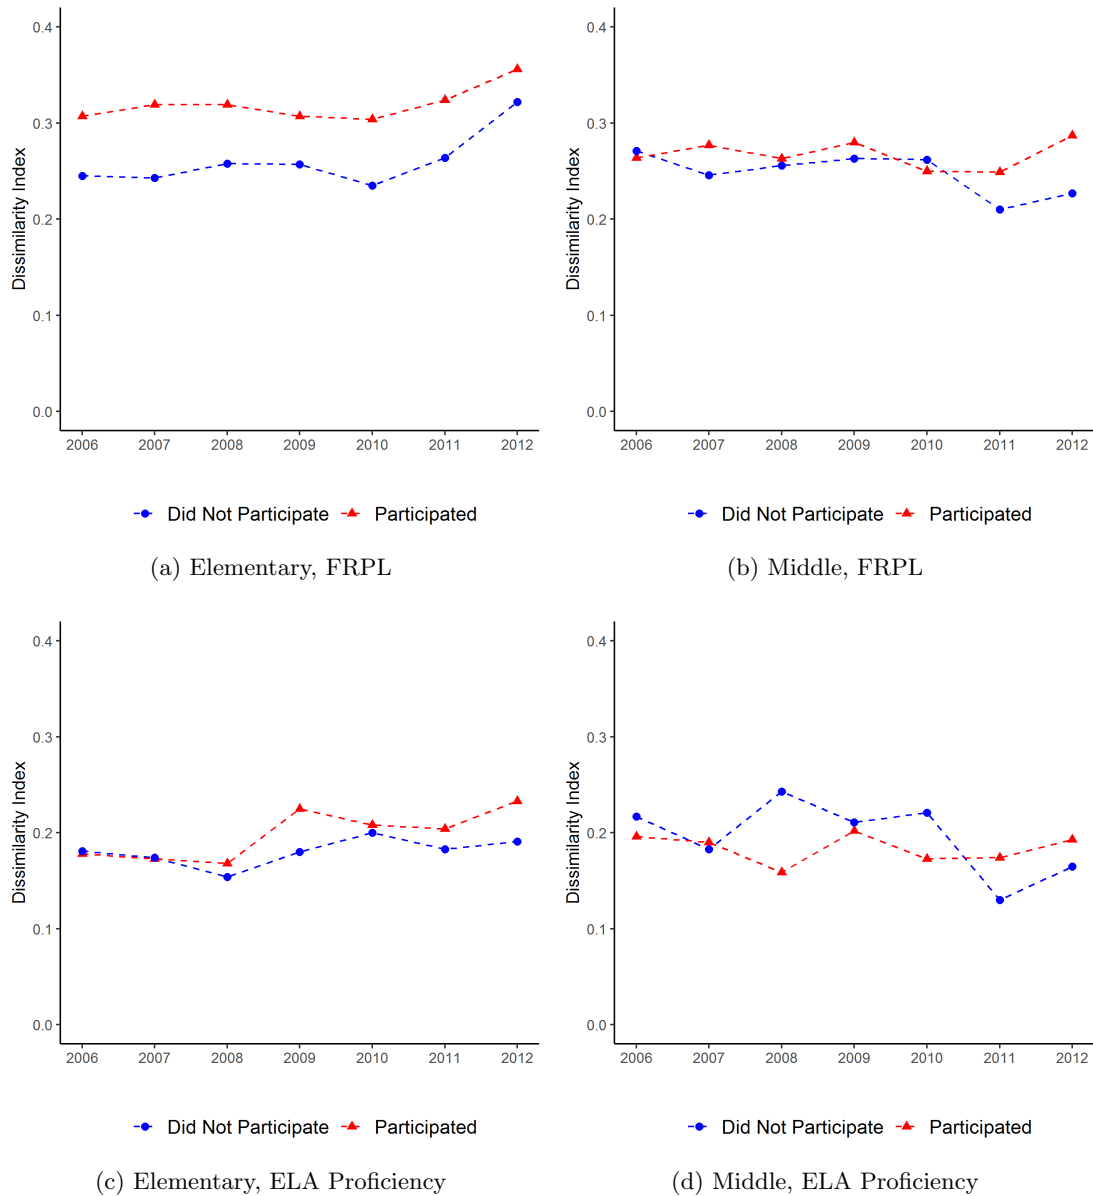 0.4
0.3
0.2
0.1
0.0
Dissimilarity Index
2006 2007 2008 2009 2010 2011 2012
Did Not Participate Participated
(a) Elementary, FRPL
0.4
0.3
0.2
0.1
0.0
Dissimilarity Index
2006 2007 2008 2009 2010 2011 2012
Did Not Participate Participated
(b) Middle, FRPL
0.4
0.3
0.2
0.1
0.0
Dissimilarity Index
2006 2007 2008 2009 2010 2011 2012
Did Not Participate Participated
(c) Elementary, ELA Proficiency
0.4
0.3
0.2
0.1
0.0
Dissimilarity Index
2006 2007 2008 2009 2010 2011 2012
Did Not Participate Participated
(d) Middle, ELA Proficiency